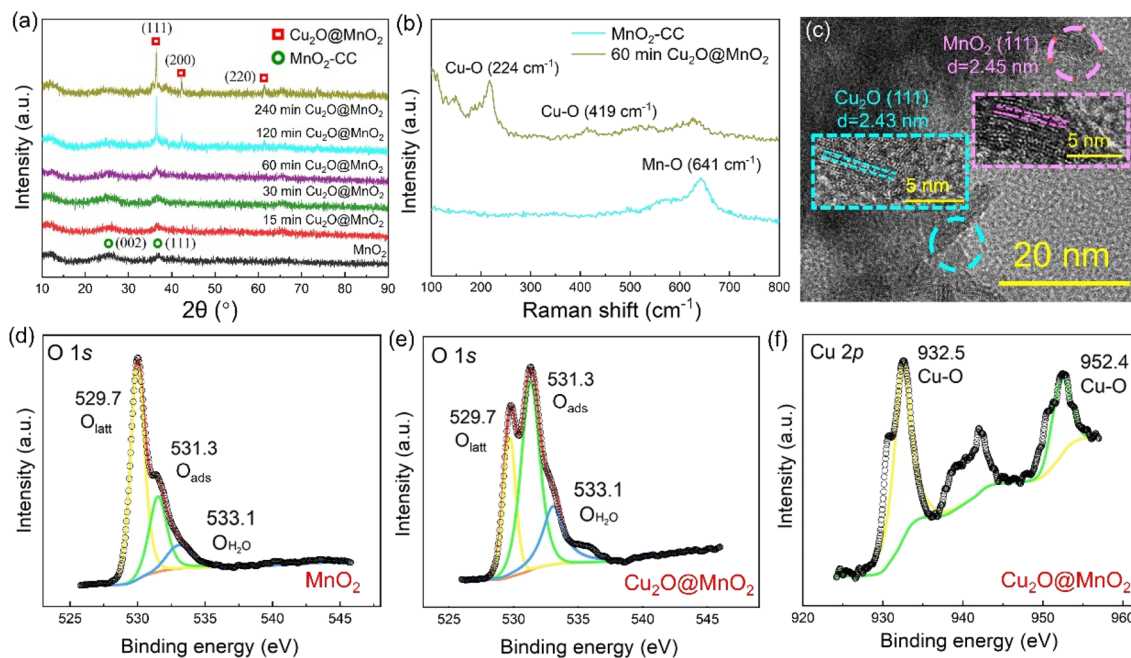 (a)
(111)
(200)
(220)
Cu₂O@MnO₂
MnO₂-CC
240 min Cu₂O@MnO₂
120 min Cu₂O@MnO₂
60 min Cu₂O@MnO₂
30 min Cu₂O@MnO₂
15 min Cu₂O@MnO₂
MnO₂
(002)
(111)
Intensity (a.u.)
10 20 30 40 50 60 70 80 90
2θ (°)
(b)
MnO₂-CC
60 min Cu₂O@MnO₂
Cu-O (224 cm⁻¹)
Cu-O (419 cm⁻¹)
Mn-O (641 cm⁻¹)
Intensity (a.u.)
100 200 300 400 500 600 700 800
Raman shift (cm⁻¹)
(c)
MnO₂ (1̄11)
d=2.45 nm
Cu₂O (111)
d=2.43 nm
5 nm
5 nm
20 nm
(d)
O 1s
529.7
Olatt
531.3
Oads
533.1
OH₂O
MnO₂
Intensity (a.u.)
525 530 535 540 545
Binding energy (eV)
(e)
O 1s
529.7
Olatt
531.3
Oads
533.1
OH₂O
Cu₂O@MnO₂
Intensity (a.u.)
525 530 535 540 545
Binding energy (eV)
(f)
Cu 2p
932.5
Cu-O
952.4
Cu-O
Cu₂O@MnO₂
Intensity (a.u.)
920 930 940 950 960
Binding energy (eV)